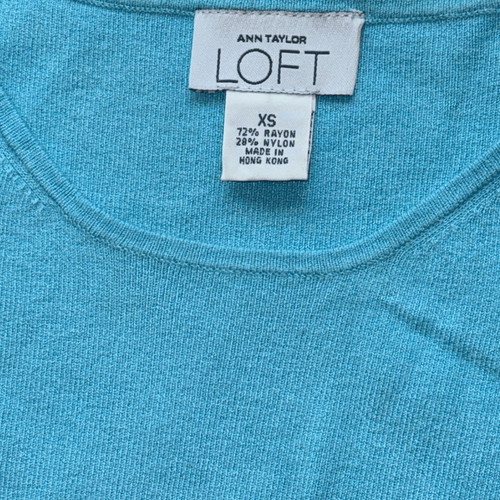 ANN TAYLOR
LOFT
XS
72% RAYON
28% NYLON
MADE IN
HONG KONG